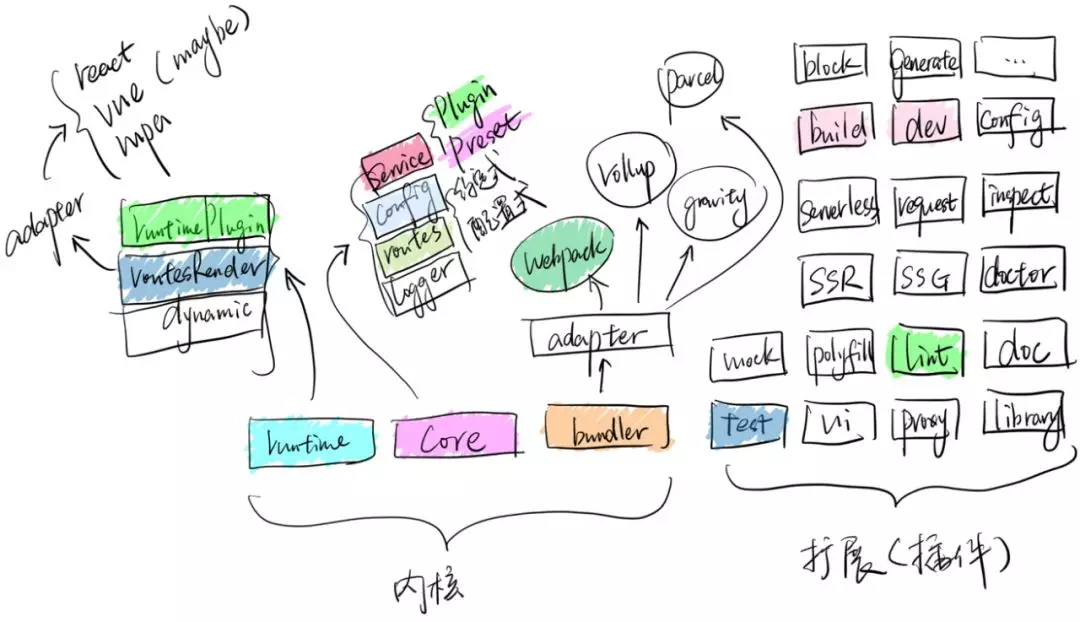 react
vue (maybe)
mpa
adapter
runtimePlugin
routesRender
dynamic
Plugin
Preset
Service
Config
routes
logger
约定式
配置式
parcel
rollup
gravity
Webpack
adapter
runtime
Core
bundler
内核
block
generate
...
build
dev
config
Serverless
request
inspect
SSR
SSG
doctor
mock
polyfill
lint
doc
test
ui
proxy
library
扩展(插件)